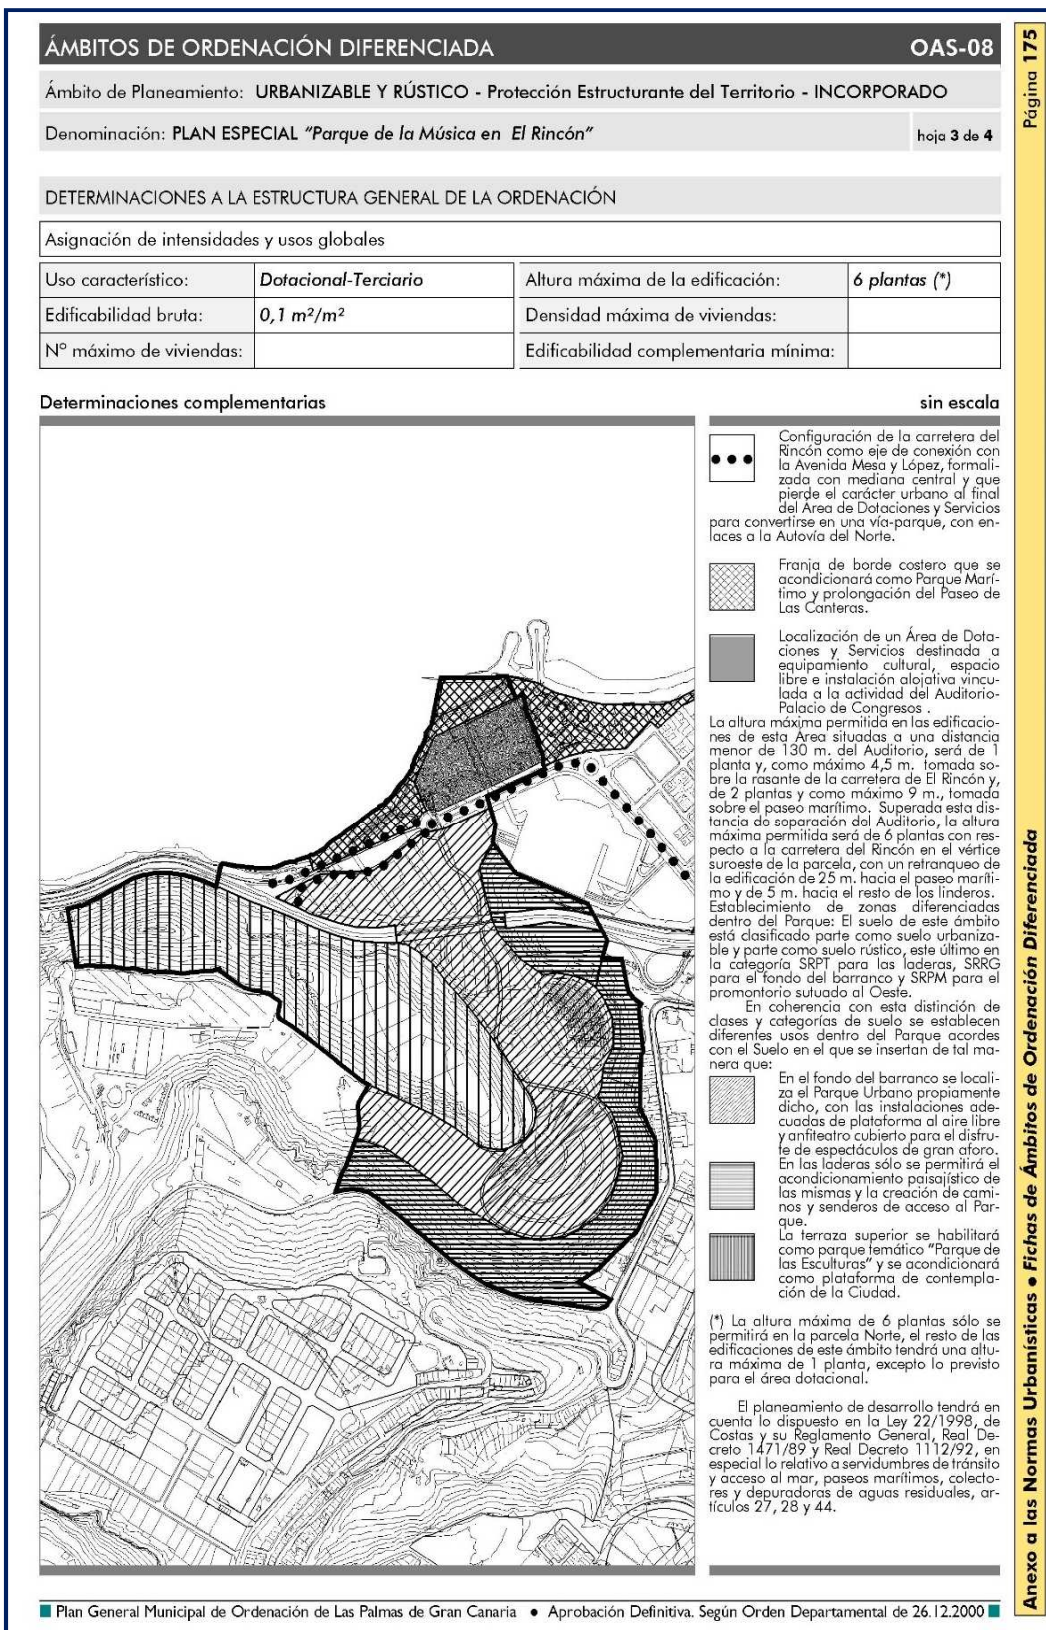 ÁMBITOS DE ORDENACIÓN DIFERENCIADA OAS-08
Ámbito de Planeamiento: URBANIZABLE Y RÚSTICO - Protección Estructurante del Territorio - INCORPORADO
Denominación: PLAN ESPECIAL "Parque de la Música en El Rincón" hoja 3 de 4
DETERMINACIONES A LA ESTRUCTURA GENERAL DE LA ORDENACIÓN
Asignación de intensidades y usos globales
Uso característico: Dotacional-Terciario Altura máxima de la edificación: 6 plantas (*)
Edificabilidad bruta: 0,1 m²/m² Densidad máxima de viviendas:
Nº máximo de viviendas: Edificabilidad complementaria mínima:
Determinaciones complementarias sin escala
Configuración de la carretera del
Rincón como eje de conexión con
la Avenida Mesa y López, formali-
zada con mediana central y que
pierde el carácter urbano al final
del Area de Dotaciones y Servicios
para convertirse en una vía-parque, con en-
laces a la Autovía del Norte.
Franja de borde costero que se
acondicionará como Parque Marí-
timo y prolongación del Paseo de
Las Canteras.
Localización de un Área de Dota-
ciones y Servicios destinada a
equipamiento cultural, espacio
libre e instalación alojativa vincu-
lada a la actividad del Auditorio-
Palacio de Congresos .
La altura máxima permitida en las edificacio-
nes de esta Área situadas a una distancia
menor de 130 m. del Auditorio, será de 1
planta y, como máximo 4,5 m. tomada so-
bre la rasante de la carretera de El Rincón y,
de 2 plantas y como máximo 9 m., tomada
sobre el paseo marítimo. Superada esta dis-
tancia de separación del Auditorio, la altura
máxima permitida será de 6 plantas con res-
pecto a la carretera del Rincón en el vértice
suroeste de la parcela, con un retranqueo de
la edificación de 25 m. hacia el paseo maríti-
mo y de 5 m. hacia el resto de los linderos.
Establecimiento de zonas diferenciadas
dentro del Parque: El suelo de este ámbito
está clasificado parte como suelo urbaniza-
ble y parte como suelo rústico, este último en
la categoría SRPT para las laderas, SRRG
para el fondo del barranco y SRPM para el
promontorio sutuado al Oeste.
En coherencia con esta distinción de
clases y categorías de suelo se establecen
diferentes usos dentro del Parque acordes
con el Suelo en el que se insertan de tal ma-
nera que:
En el fondo del barranco se locali-
za el Parque Urbano propiamente
dicho, con las instalaciones ade-
cuadas de plataforma al aire libre
y anfiteatro cubierto para el disfru-
te de espectáculos de gran aforo.
En las laderas sólo se permitirá el
acondicionamiento paisajístico de
las mismas y la creación de cami-
nos y senderos de acceso al Par-
que.
La terraza superior se habilitará
como parque temático "Parque de
las Esculturas" y se acondicionará
como plataforma de contempla-
ción de la Ciudad.
(*) La altura máxima de 6 plantas sólo se
permitirá en la parcela Norte, el resto de las
edificaciones de este ámbito tendrá una altu-
ra máxima de 1 planta, excepto lo previsto
para el área dotacional.
El planeamiento de desarrollo tendrá en
cuenta lo dispuesto en la Ley 22/1998, de
Costas y su Reglamento General, Real De-
creto 1471/89 y Real Decreto 1112/92, en
especial lo relativo a servidumbres de tránsito
y acceso al mar, paseos marítimos, colecto-
res y depuradoras de aguas residuales, ar-
tículos 27, 28 y 44.
Plan General Municipal de Ordenación de Las Palmas de Gran Canaria • Aprobación Definitiva. Según Orden Departamental de 26.12.2000
Anexo a las Normas Urbanísticas • Fichas de Ámbitos de Ordenación Diferenciada Página 175